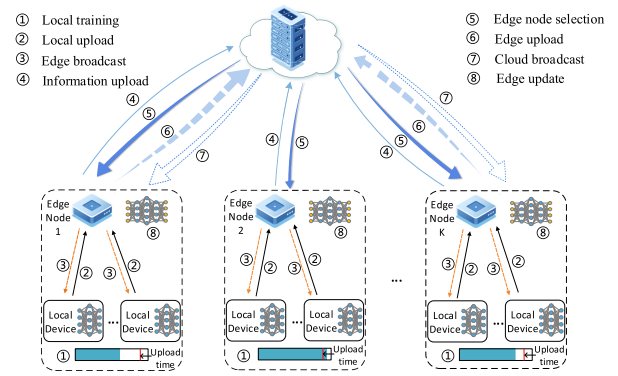 ① Local training
② Local upload
③ Edge broadcast
④ Information upload
⑤ Edge node selection
⑥ Edge upload
⑦ Cloud broadcast
⑧ Edge update
④
⑤
⑥
⑦
④
⑤
⑦
⑥
⑤
④
Edge
Node
1
⑧
③
②
③
②
Local
Device
...
Local
Device
①
Upload
time
Edge
Node
2
⑧
③
②
③
②
Local
Device
...
Local
Device
①
Upload
time
...
Edge
Node
K
⑧
③
②
③
②
Local
Device
...
Local
Device
①
Upload
time